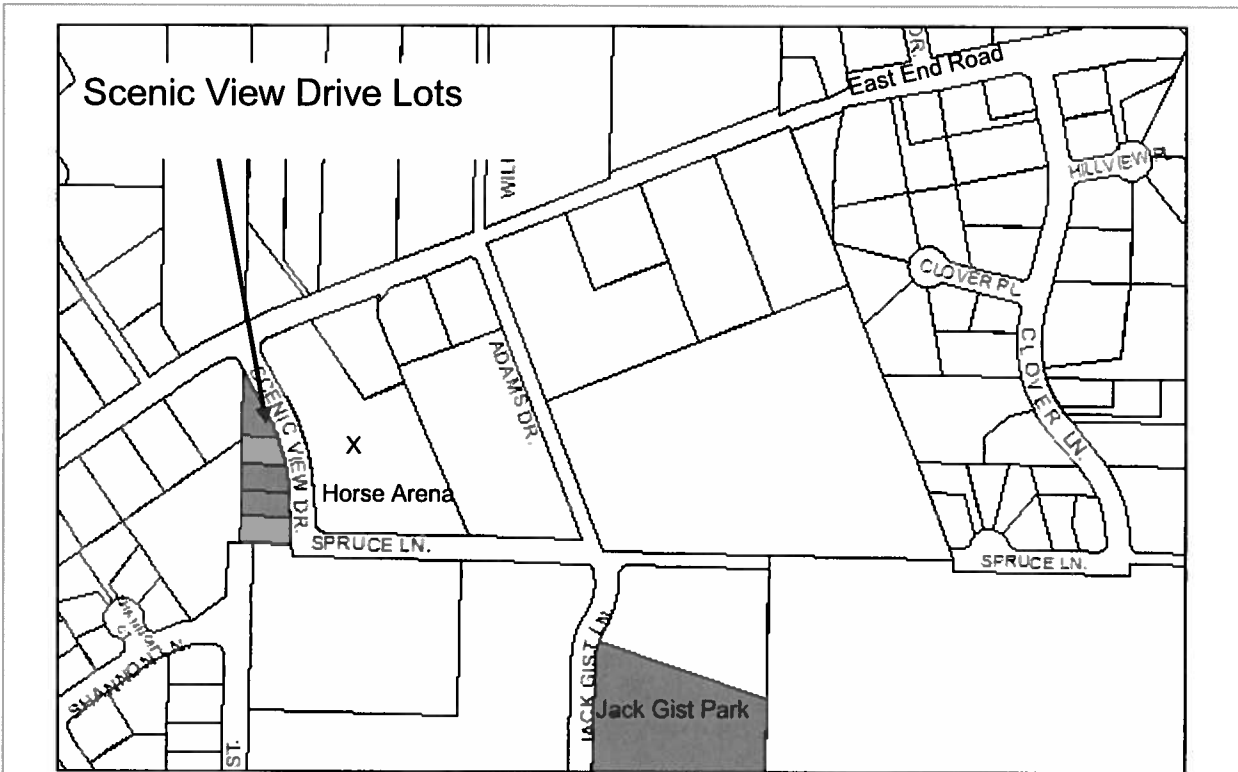 Scenic View Drive Lots
DR.
East End Road
HILLVIEW
CLOVER PL
CLOVER LN.
SCENIC VIEW DR.
ADAMS DR.
X
Horse Arena
SPRUCE LN.
SPRUCE LN.
JACK GIST LN.
Jack Gist Park
SHANNON LN
ST.